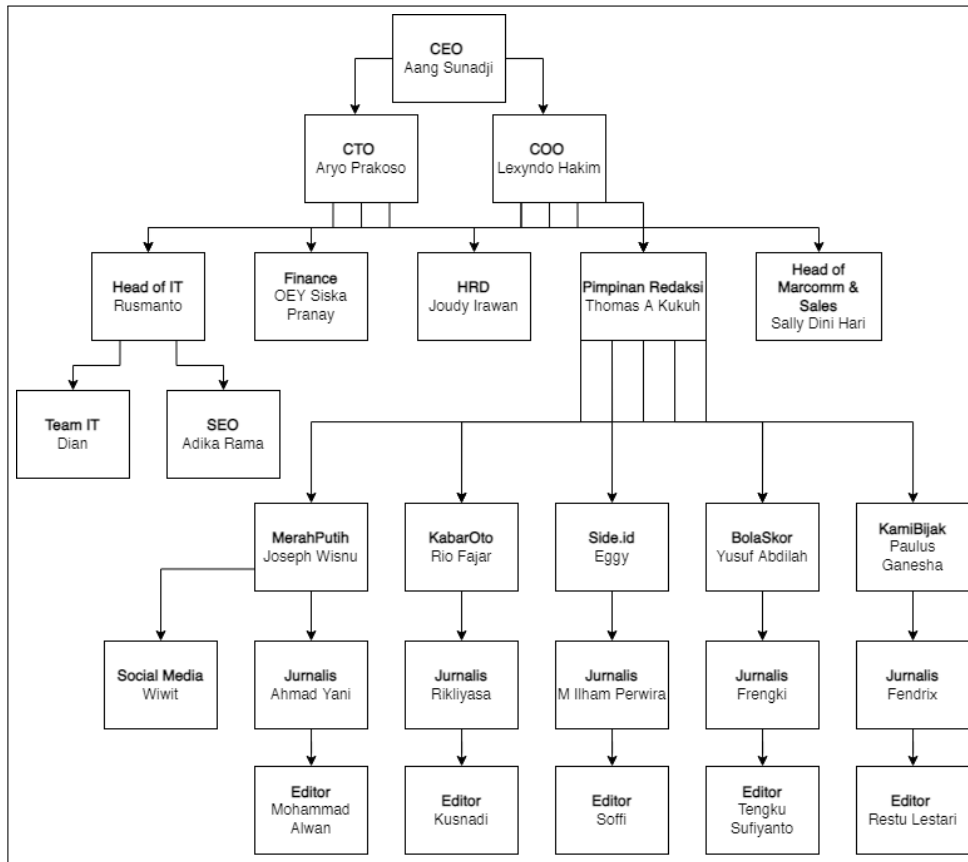 CEO
Aang Sunadji
CTO
Aryo Prakoso
COO
Lexyndo Hakim
Head of IT
Rusmanto
Finance
OEY Siska
Pranay
HRD
Joudy Irawan
Pimpinan Redaksi
Thomas A Kukuh
Head of
Marcomm &
Sales
Sally Dini Hari
Team IT
Dian
SEO
Adika Rama
MerahPutih
Joseph Wisnu
KabarOto
Rio Fajar
Side.id
Eggy
BolaSkor
Yusuf Abdilah
KamiBijak
Paulus
Ganesha
Social Media
Wiwit
Jurnalis
Ahmad Yani
Jurnalis
Rikliyasa
Jurnalis
M Ilham Perwira
Jurnalis
Frengki
Jurnalis
Fendrix
Editor
Mohammad
Alwan
Editor
Kusnadi
Editor
Soffi
Editor
Tengku
Sufiyanto
Editor
Restu Lestari